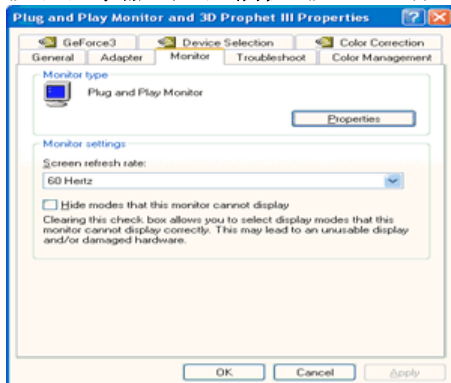 Plug and Play Monitor and 3D Prophet III Properties
GeForce3 Device Selection Color Correction
General Adapter Monitor Troubleshoot Color Management
Monitor type
Plug and Play Monitor
Properties
Monitor settings
Screen refresh rate:
60 Hertz
Hide modes that this monitor cannot display
Clearing this check box allows you to select display modes that this
monitor cannot display correctly. This may lead to an unusable display
and/or damaged hardware.
OK Cancel Apply